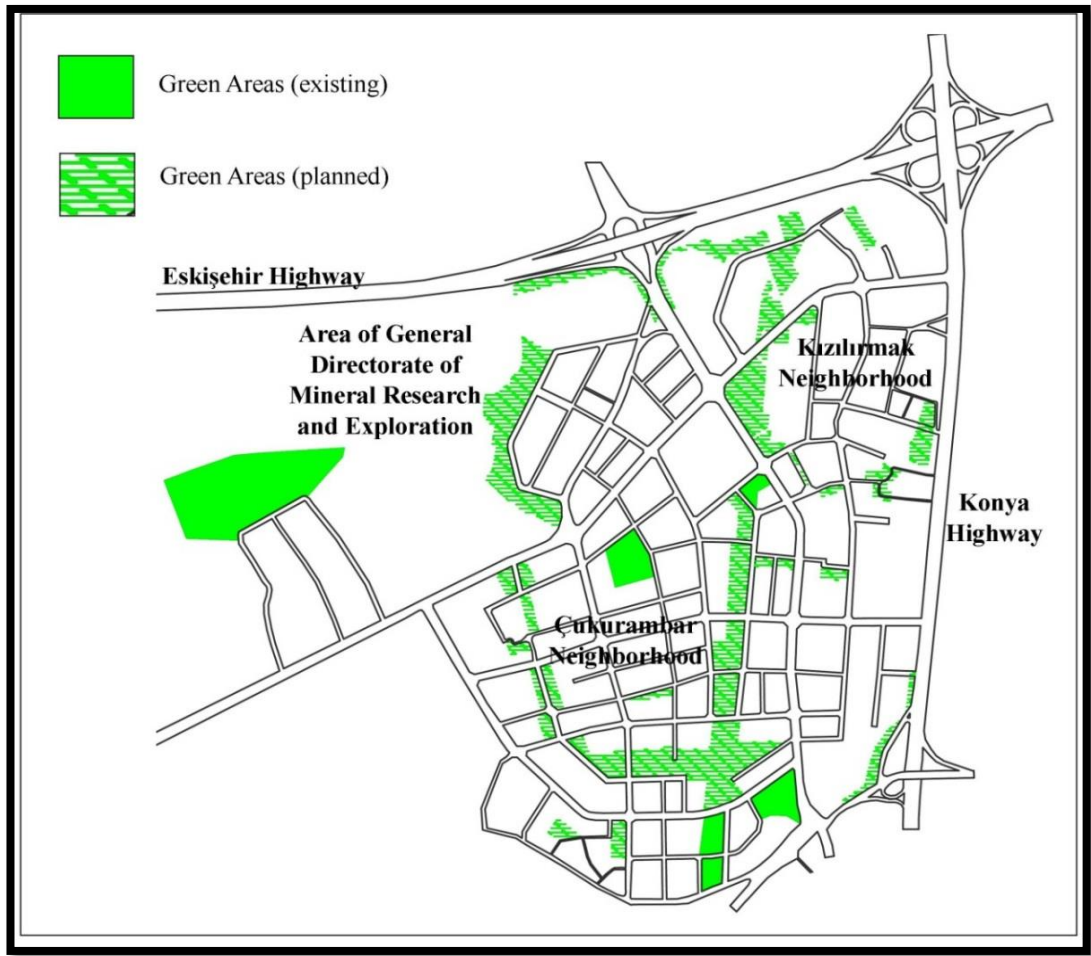 Green Areas (existing)
Green Areas (planned)
Eskişehir Highway
Area of General
Directorate of
Mineral Research
and Exploration
Kızılırmak
Neighborhood
Konya
Highway
Çukurambar
Neighborhood